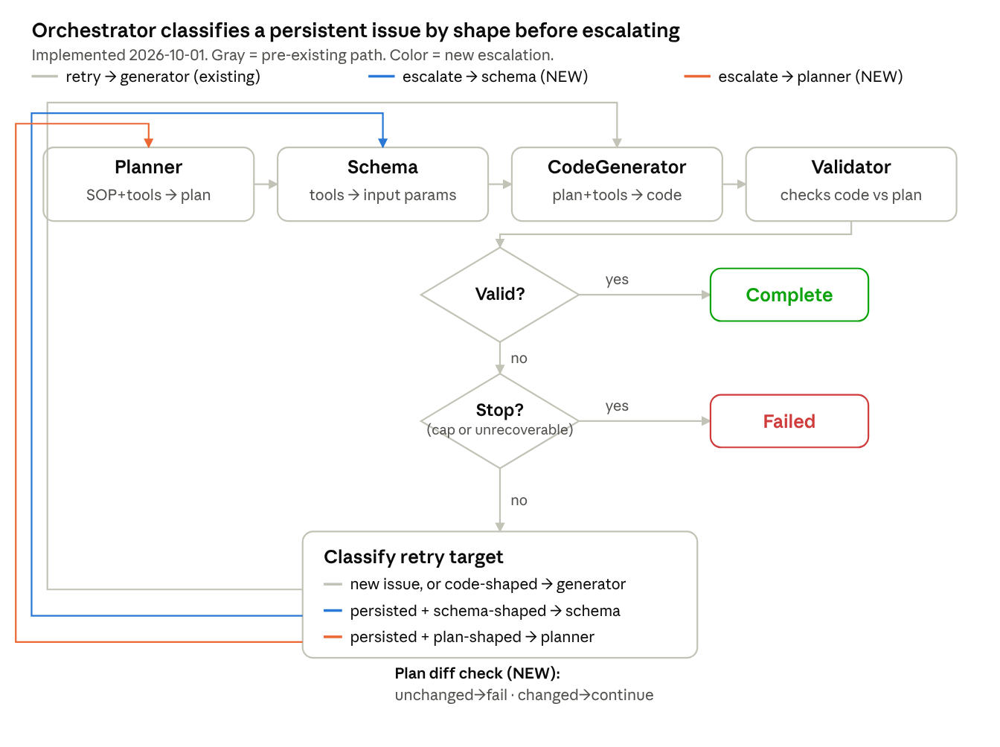 Orchestrator classifies a persistent issue by shape before escalating
Implemented 2026-10-01. Gray = pre-existing path. Color = new escalation.
retry → generator (existing)
escalate → schema (NEW)
escalate → planner (NEW)
Planner
SOP+tools → plan
Schema
tools → input params
CodeGenerator
plan+tools → code
Validator
checks code vs plan
Valid?
yes
Complete
no
Stop?
(cap or unrecoverable)
yes
Failed
no
Classify retry target
new issue, or code-shaped → generator
persisted + schema-shaped → schema
persisted + plan-shaped → planner
Plan diff check (NEW):
unchanged→fail · changed→continue